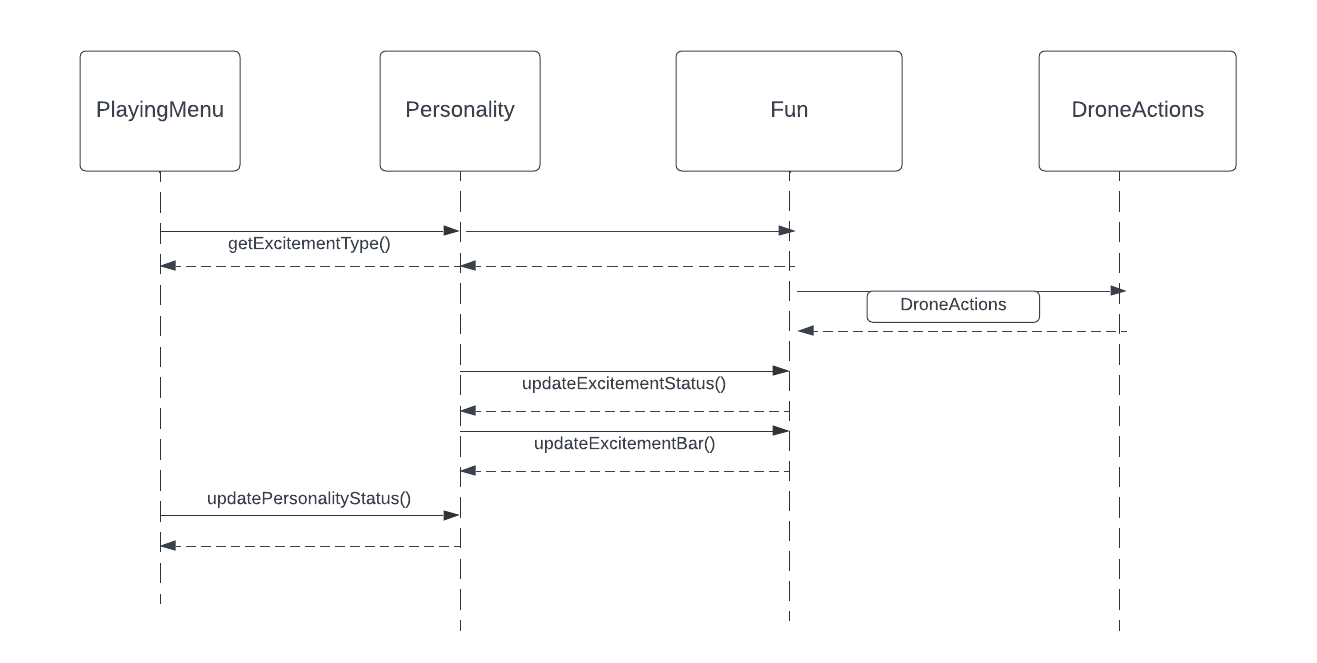 PlayingMenu
Personality
Fun
DroneActions
getExcitementType()
DroneActions
updateExcitementStatus()
updateExcitementBar()
updatePersonalityStatus()